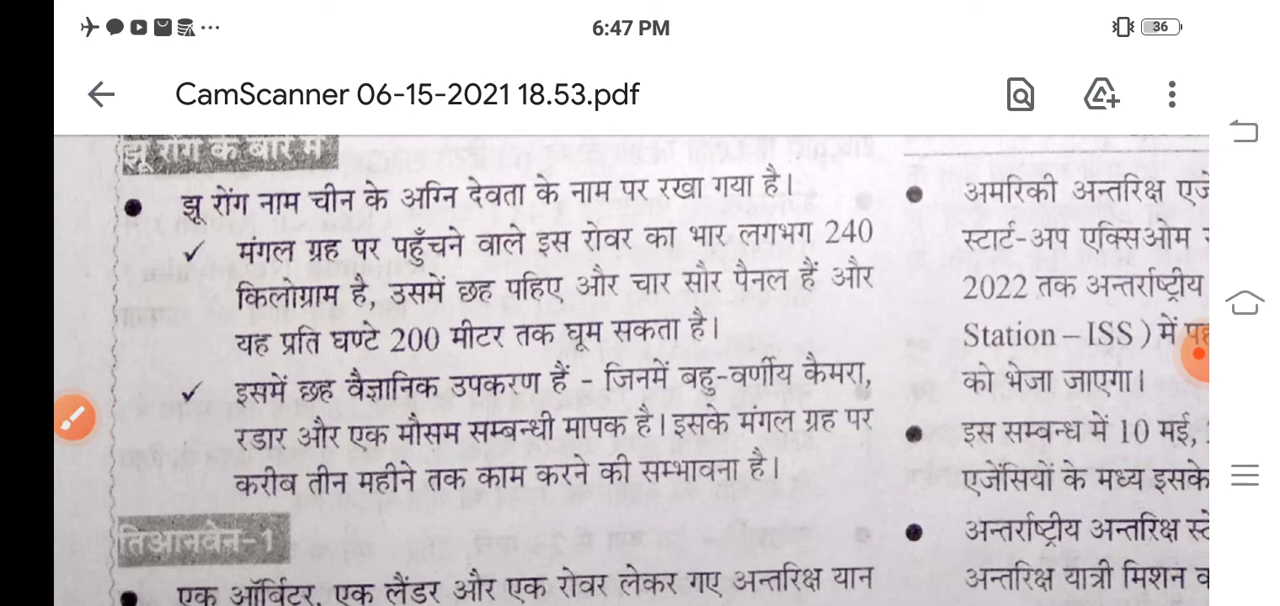 6:47 PM
36
CamScanner 06-15-2021 18.53.pdf
झू रोंग के बारे में
झू रोंग नाम चीन के अग्नि देवता के नाम पर रखा गया है।
मंगल ग्रह पर पहुँचने वाले इस रोवर का भार लगभग 240
किलोग्राम है, उसमें छह पहिए और चार सौर पैनल हैं और
यह प्रति घण्टे 200 मीटर तक घूम सकता है।
इसमें छह वैज्ञानिक उपकरण हैं - जिनमें बहु-वर्णीय कैमरा,
रडार और एक मौसम सम्बन्धी मापक है। इसके मंगल ग्रह पर
करीब तीन महीने तक काम करने की सम्भावना है।
तिआनवेन-1
एक ऑर्बिटर, एक लैंडर और एक रोवर लेकर गए अन्तरिक्ष यान
अमेरिकी अन्तरिक्ष
स्टार्ट-अप एक्सिओम
2022 तक अन्तर्राष्ट्रीय
Station – ISS) में
को भेजा जाएगा।
इस सम्बन्ध में 10 मई,
एजेंसियों के मध्य इसके
अन्तर्राष्ट्रीय अन्तरिक्ष
अन्तरिक्ष यात्री मिशन